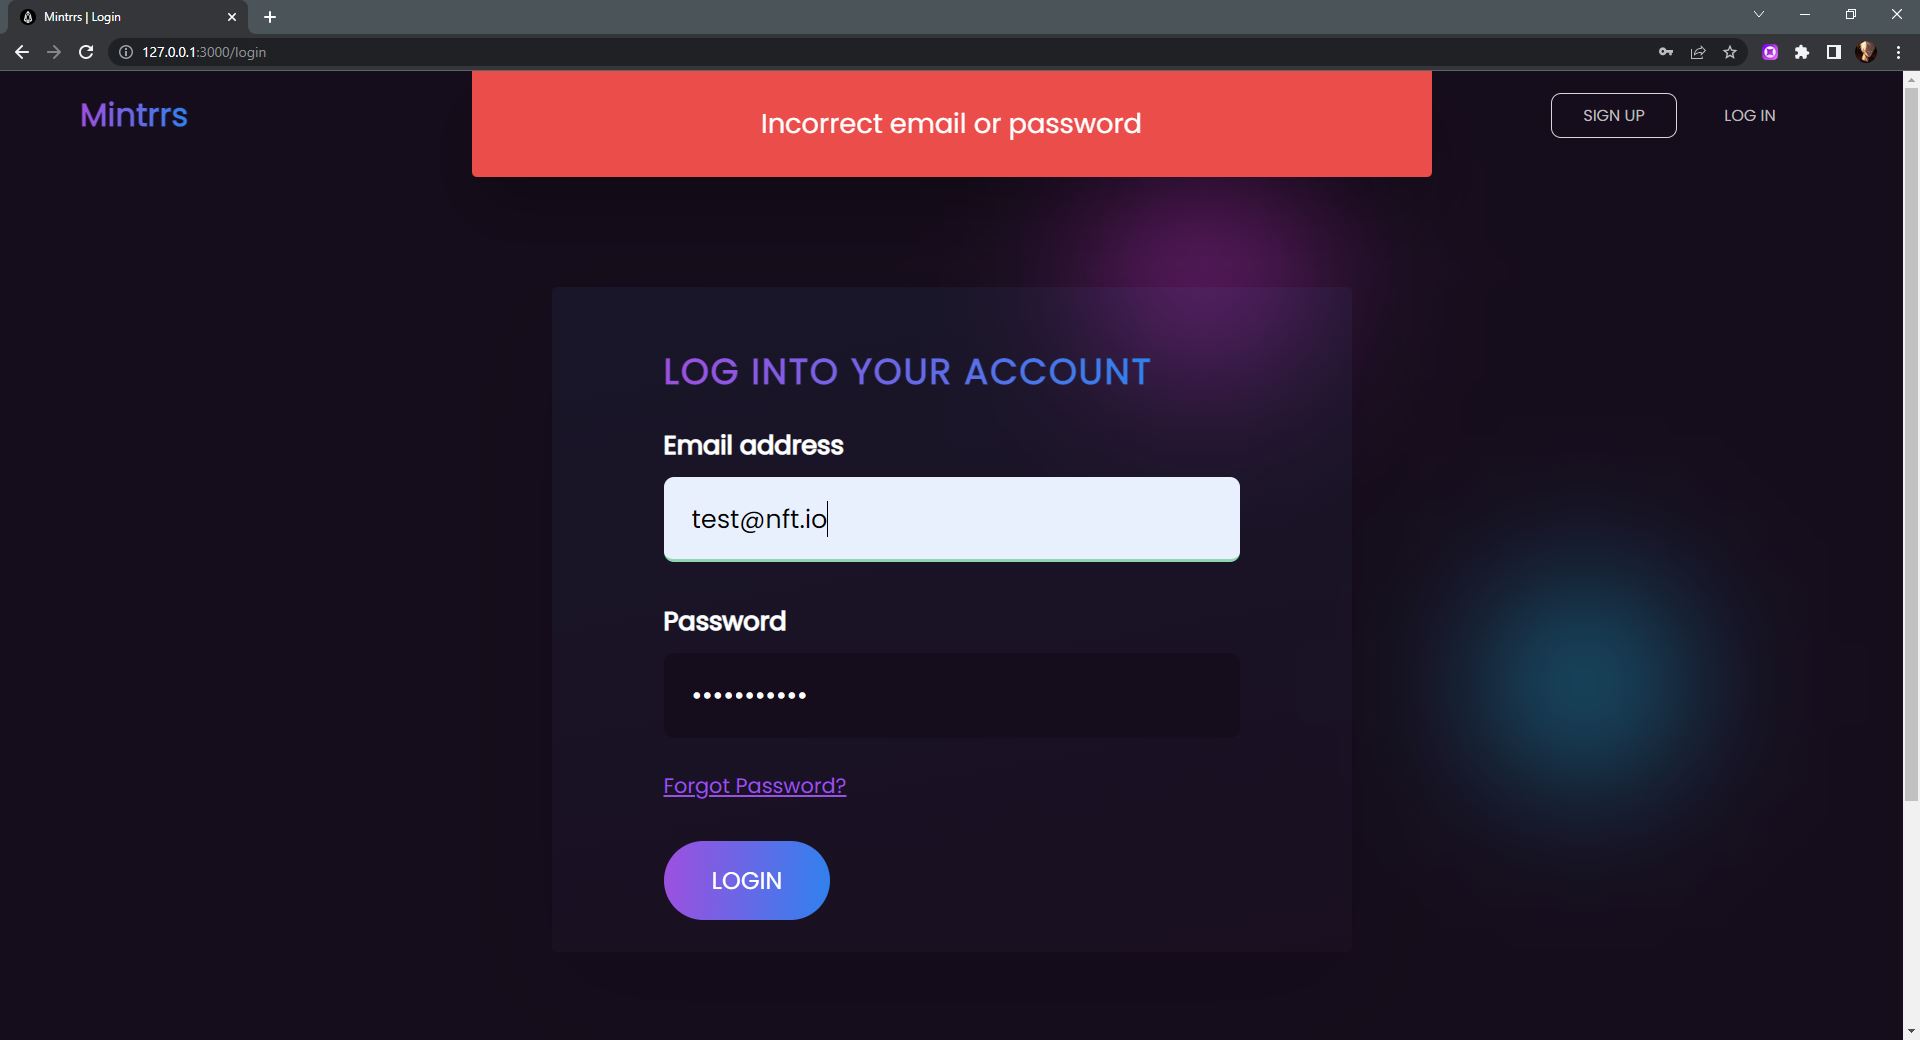 Mintrrs | Login
127.0.0.1:3000/login
Mintrrs
Incorrect email or password
SIGN UP
LOG IN
LOG INTO YOUR ACCOUNT
Email address
test@nft.io
Password
•••••••••••
Forgot Password?
LOGIN